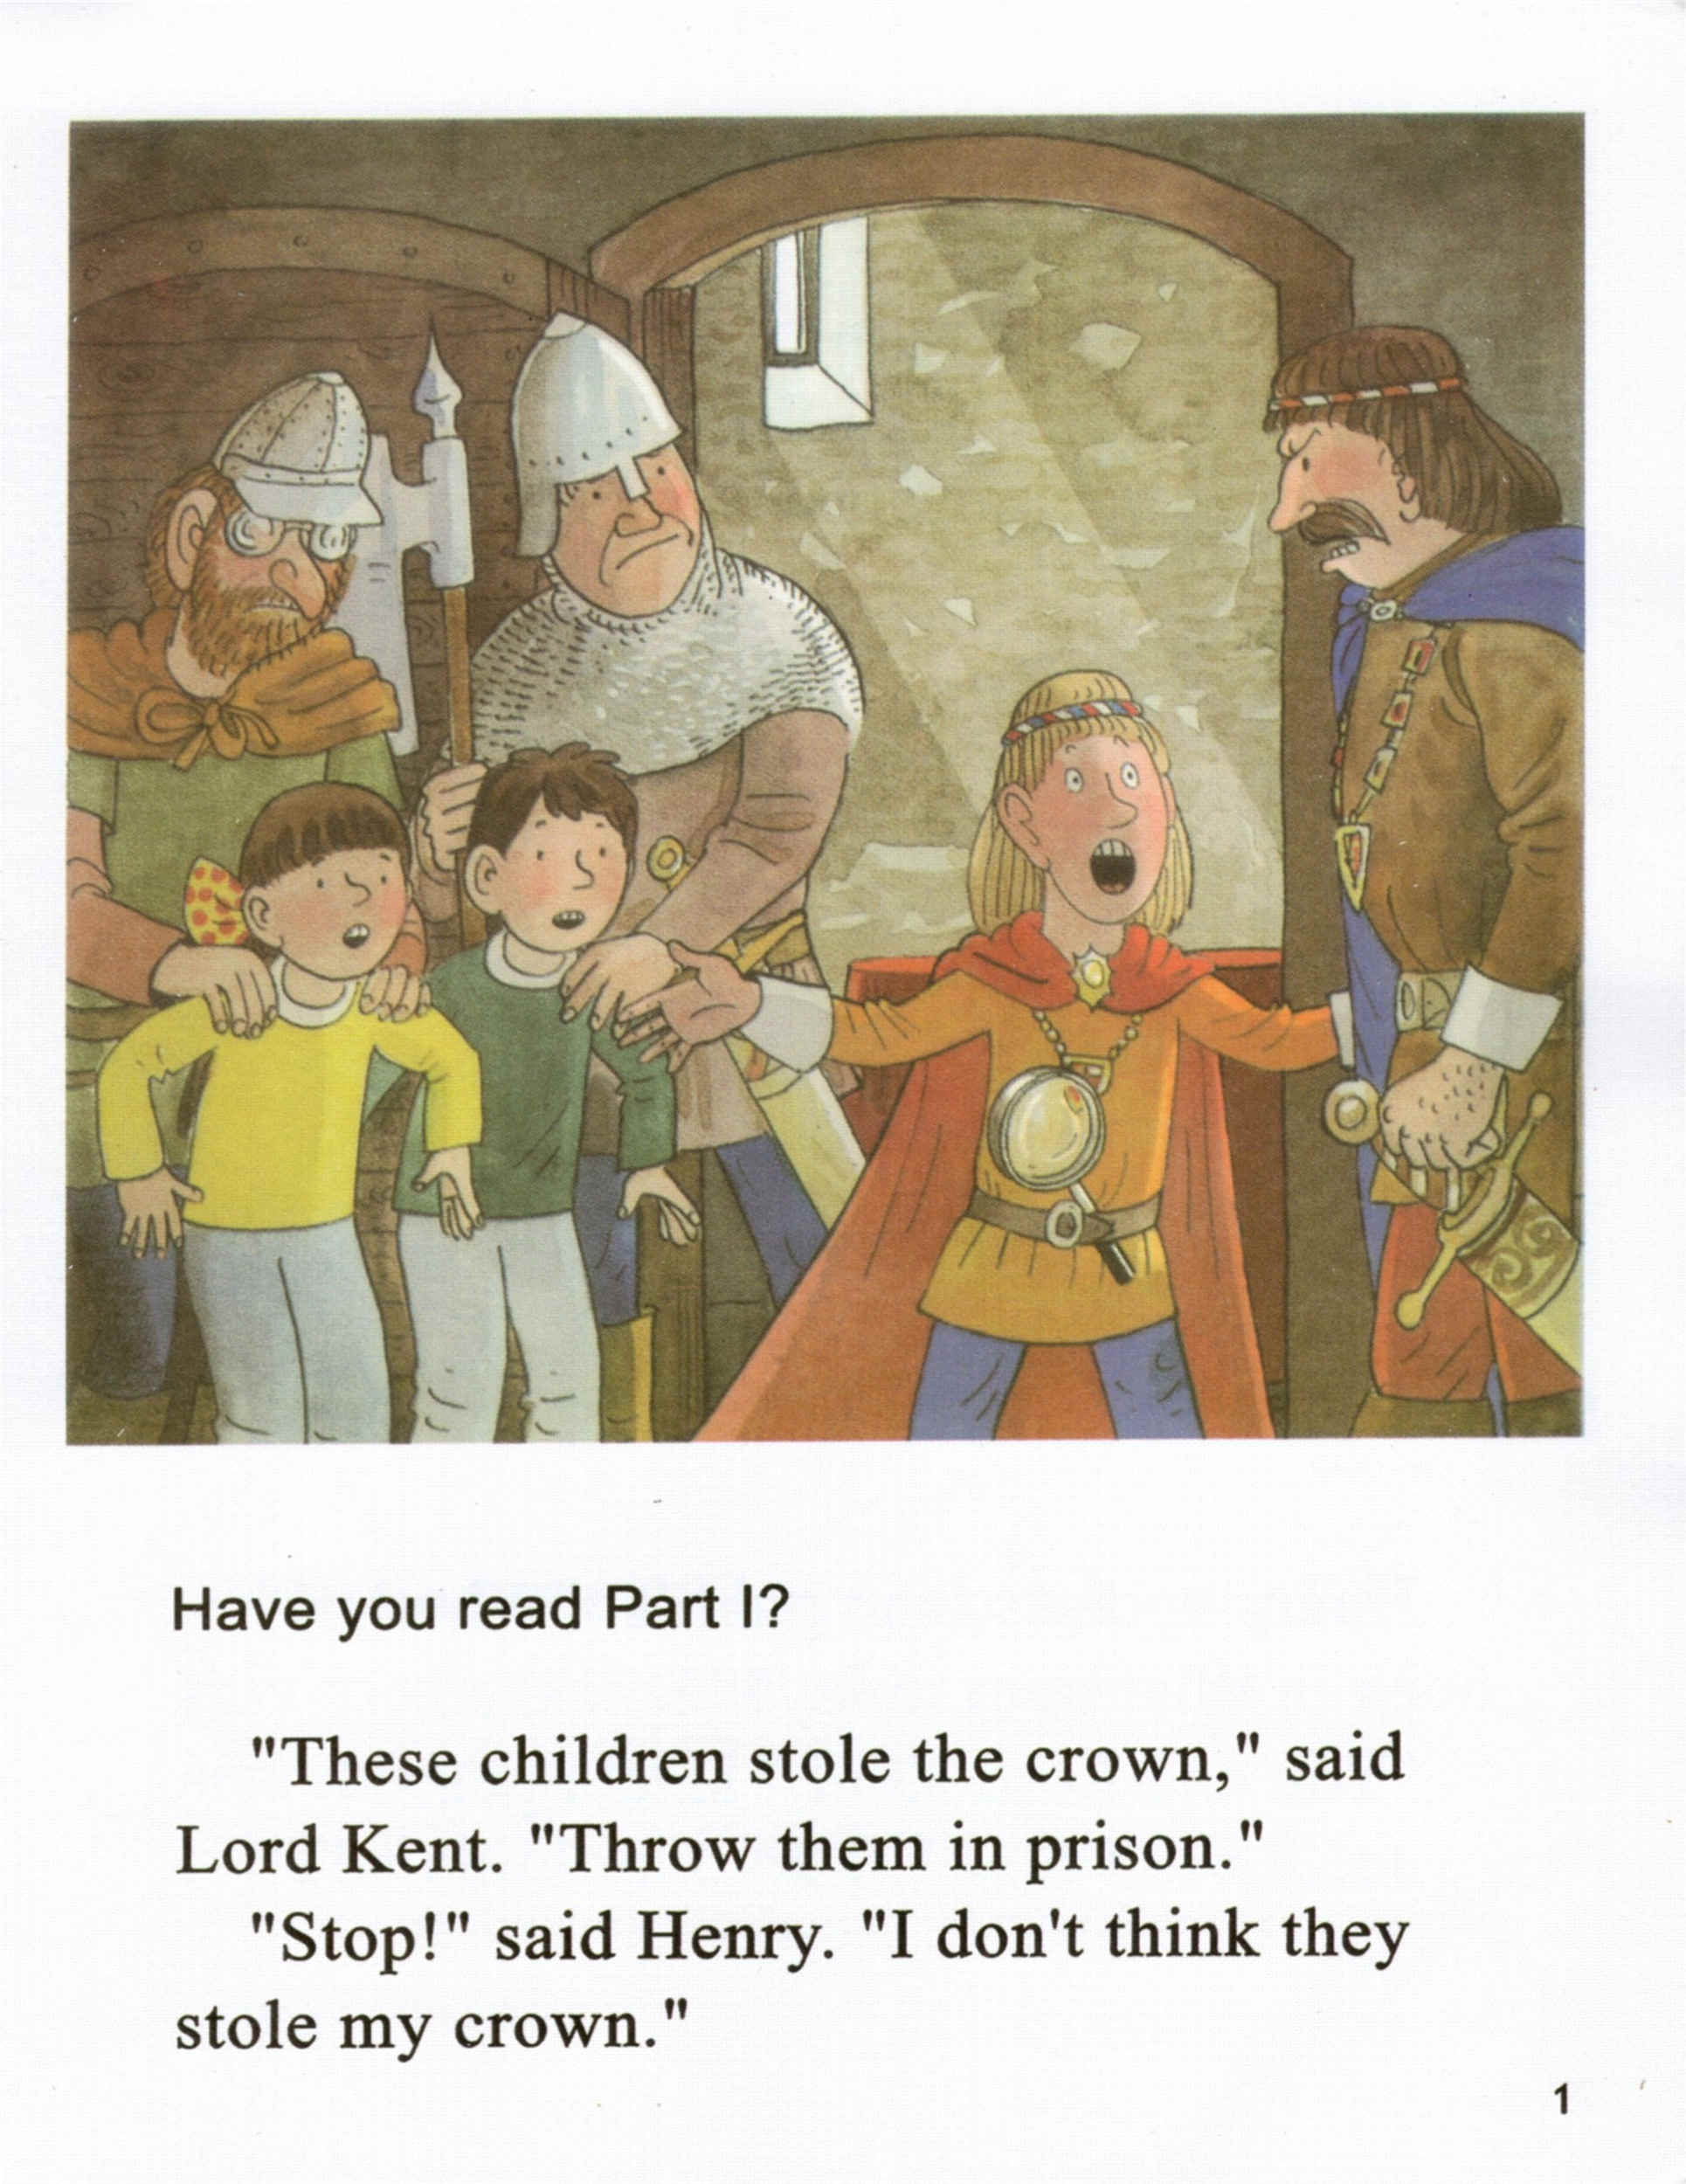 Have you read Part I?
"These children stole the crown," said
Lord Kent. "Throw them in prison."
"Stop!" said Henry. "I don't think they
stole my crown."
1